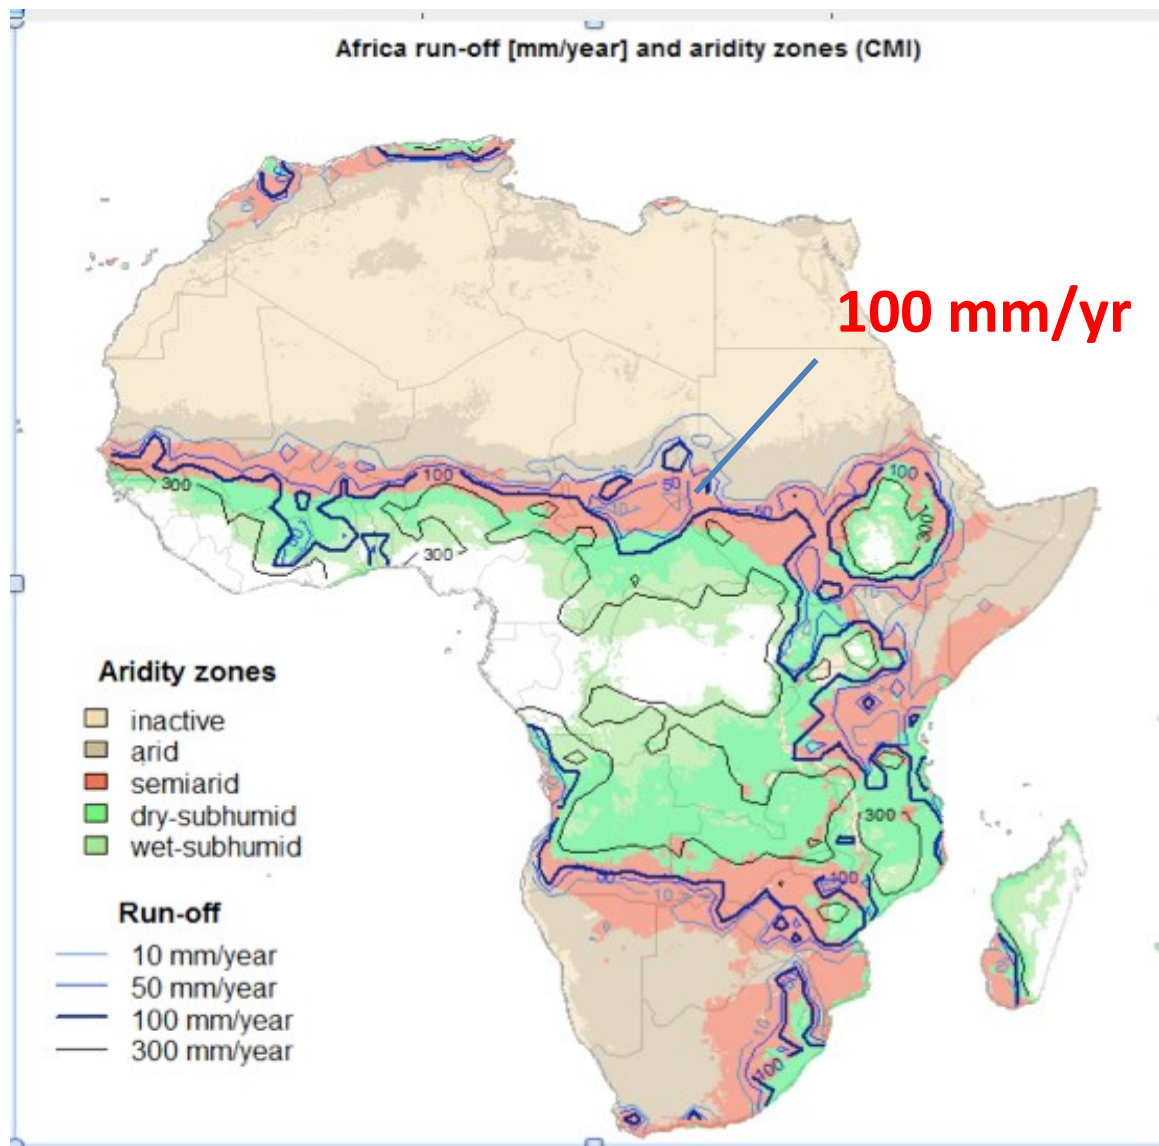 Africa run-off [mm/year] and aridity zones (CMI)
100 mm/yr
100
100
300
50
50
10
300
300
300
100
50
10
100
Aridity zones
inactive
arid
semiarid
dry-subhumid
wet-subhumid
Run-off
10 mm/year
50 mm/year
100 mm/year
300 mm/year